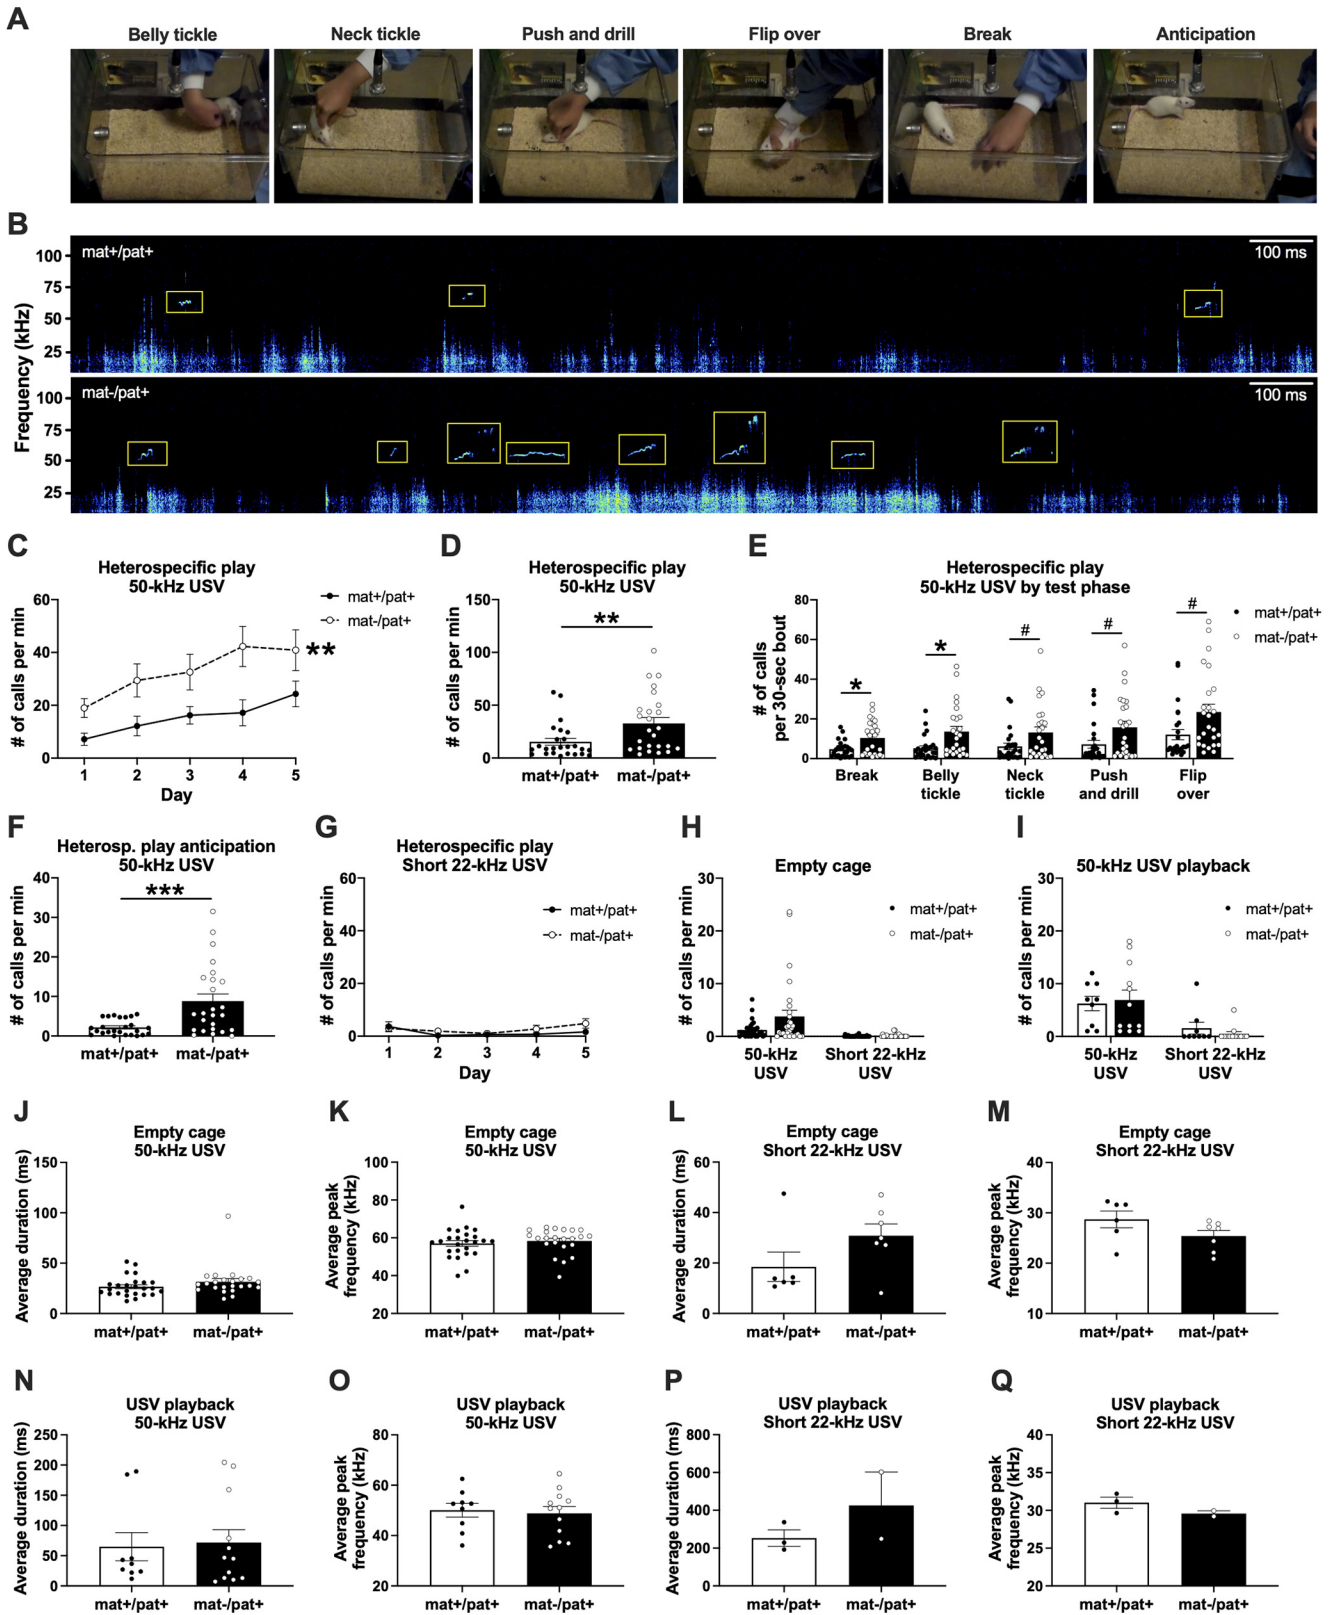 A
Belly tickle
Neck tickle
Push and drill
Flip over
Break
Anticipation
B
Frequency (kHz)
mat+/pat+
100 ms
100
75
50
25
mat-/pat+
100 ms
100
75
50
25
C
Heterospecific play
50-kHz USV
# of calls per min
60
40
20
0
1 2 3 4 5
Day
mat+/pat+
mat-/pat+
**
D
Heterospecific play
50-kHz USV
# of calls per min
150
100
50
0
**
mat+/pat+ mat-/pat+
E
Heterospecific play
50-kHz USV by test phase
# of calls
per 30-sec bout
80
60
40
20
0
* * # # #
Break
Belly
tickle
Neck
tickle
Push
and drill
Flip
over
mat+/pat+
mat-/pat+
F
Heterosp. play anticipation
50-kHz USV
# of calls per min
40
30
20
10
0
***
mat+/pat+ mat-/pat+
G
Heterospecific play
Short 22-kHz USV
# of calls per min
60
40
20
0
1 2 3 4 5
Day
mat+/pat+
mat-/pat+
H
Empty cage
# of calls per min
30
20
10
0
50-kHz
USV
Short 22-kHz
USV
mat+/pat+
mat-/pat+
I
50-kHz USV playback
# of calls per min
30
20
10
0
50-kHz
USV
Short 22-kHz
USV
mat+/pat+
mat-/pat+
J
Empty cage
50-kHz USV
Average duration (ms)
150
100
50
0
mat+/pat+ mat-/pat+
K
Empty cage
50-kHz USV
Average peak
frequency (kHz)
100
80
60
40
20
mat+/pat+ mat-/pat+
L
Empty cage
Short 22-kHz USV
Average duration (ms)
60
40
20
0
mat+/pat+ mat-/pat+
M
Empty cage
Short 22-kHz USV
Average peak
frequency (kHz)
40
30
20
10
mat+/pat+ mat-/pat+
N
USV playback
50-kHz USV
Average duration (ms)
250
200
150
100
50
0
mat+/pat+ mat-/pat+
O
USV playback
50-kHz USV
Average peak
frequency (kHz)
80
60
40
20
mat+/pat+ mat-/pat+
P
USV playback
Short 22-kHz USV
Average duration (ms)
800
600
400
200
0
mat+/pat+ mat-/pat+
Q
USV playback
Short 22-kHz USV
Average peak
frequency (kHz)
40
35
30
25
20
mat+/pat+ mat-/pat+